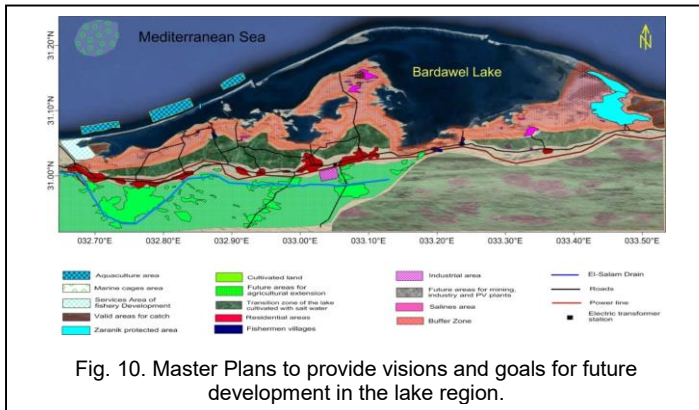 Mediterranean Sea
N
Bardawel Lake
31.20°N
31.10°N
31.00°N
032.70°E 032.80°E 032.90°E 033.00°E 033.10°E 033.20°E 033.30°E 033.40°E 033.50°E
Aquaculture area
Marine cages area
Services Area of
fishery Development
Valid areas for catch
Zaranik protected area
Cultivated land
Future areas for
agricultural extension
Transition zone of the lake
cultivated with salt water
Residential areas
Fishermen villages
Industrial area
Future areas for mining,
industry and PV plants
Salines area
Buffer Zone
El-Salam Drain
Roads
Power line
Electric transformer
station
Fig. 10. Master Plans to provide visions and goals for future
development in the lake region.